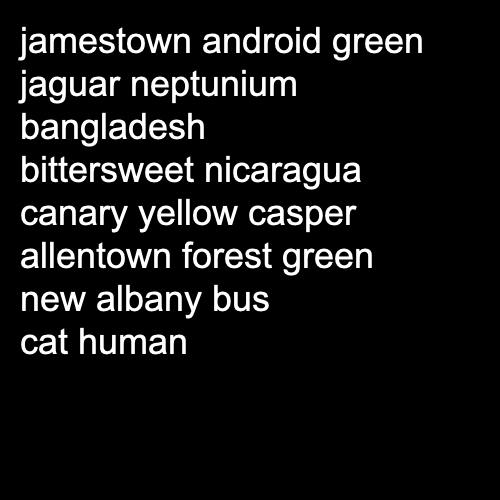 jamestown android green
jaguar neptunium
bangladesh
bittersweet nicaragua
canary yellow casper
allentown forest green
new albany bus
cat human